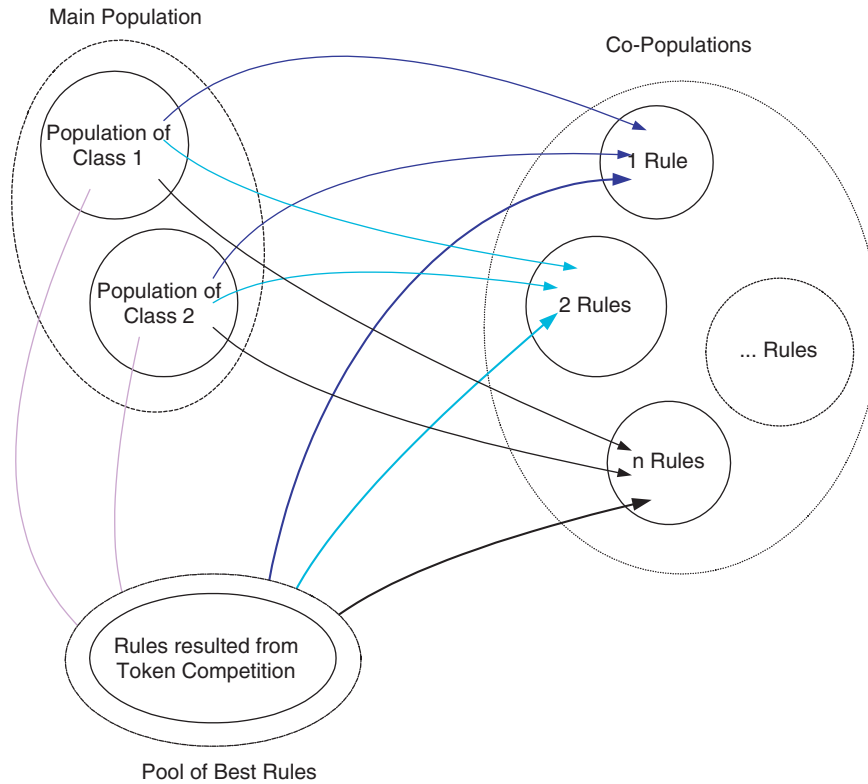 Main Population
Co-Populations
Population of
Class 1
1 Rule
Population of
Class 2
2 Rules
... Rules
n Rules
Rules resulted from
Token Competition
Pool of Best Rules